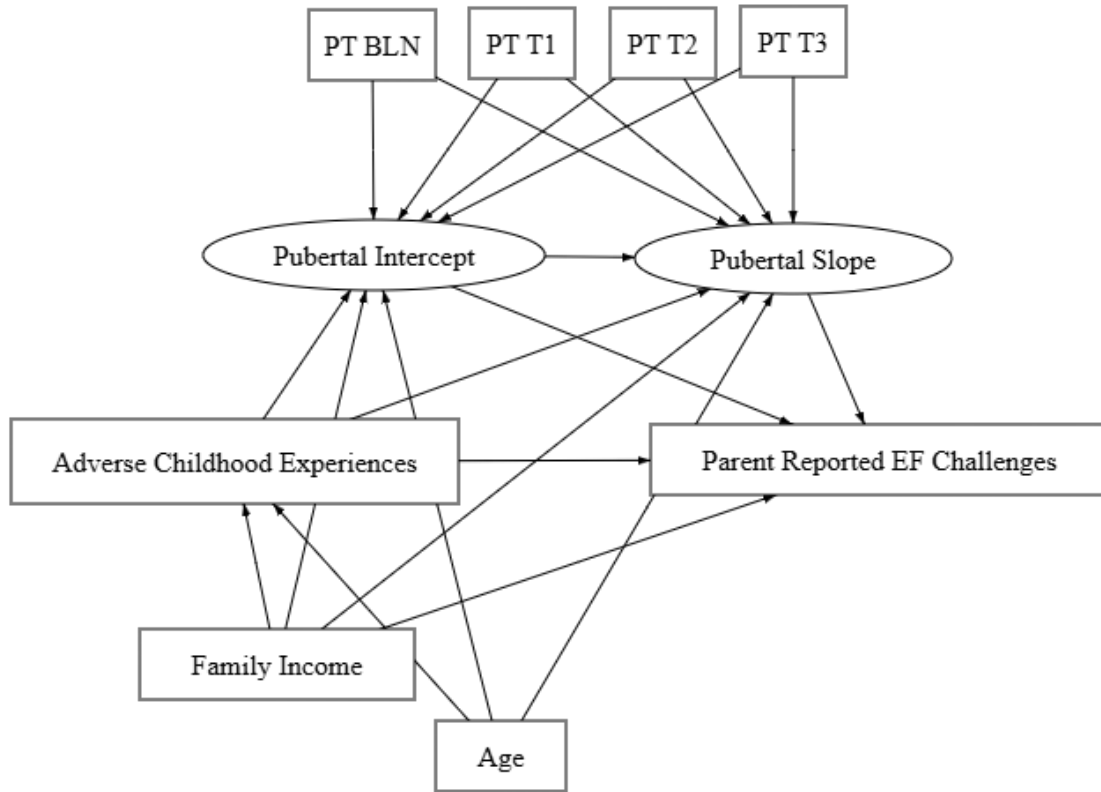 PT BLN
PT T1
PT T2
PT T3
Pubertal Intercept
Pubertal Slope
Adverse Childhood Experiences
Parent Reported EF Challenges
Family Income
Age